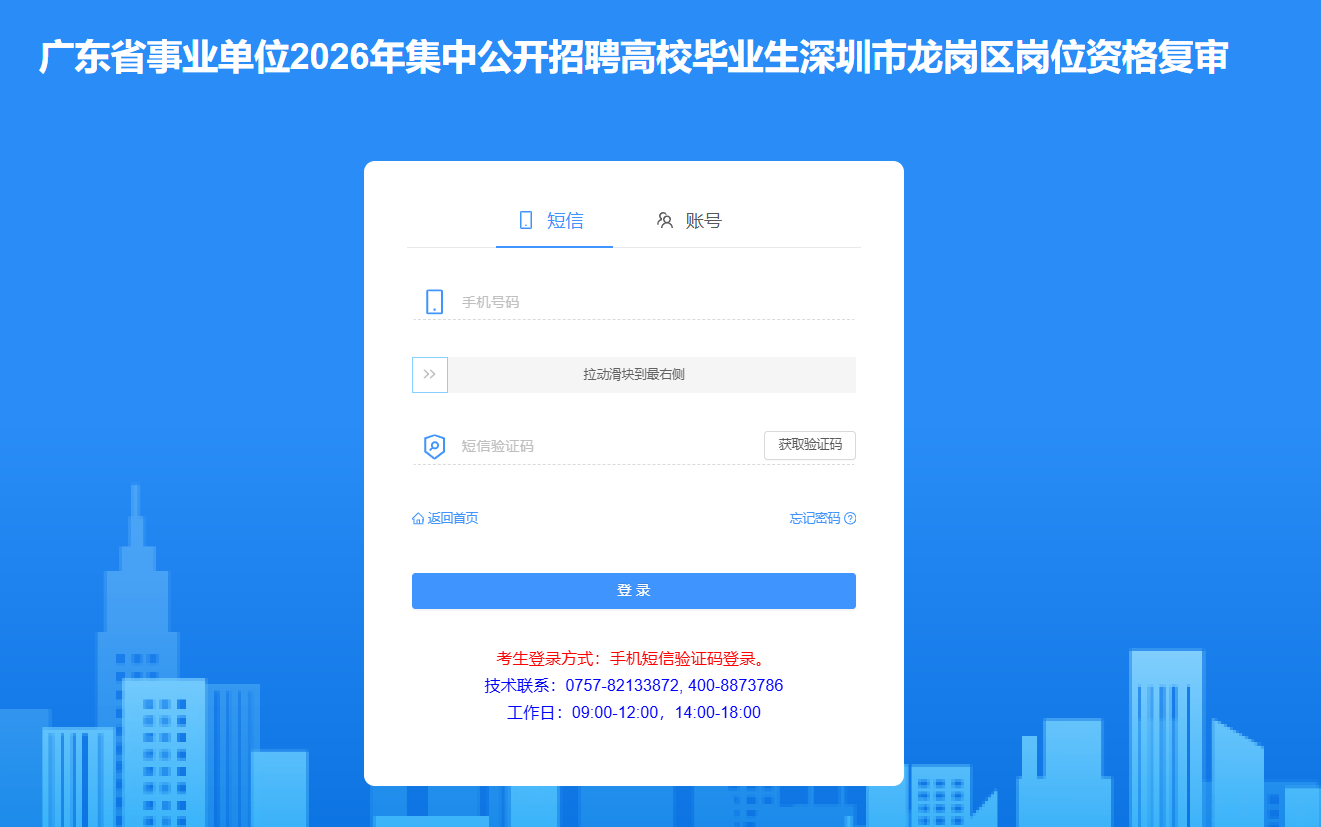 广东省事业单位2026年集中公开招聘高校毕业生深圳市龙岗区岗位资格复审
短信 账号
手机号码
拉动滑块到最右侧
短信验证码 获取验证码
返回首页 忘记密码
登 录
考生登录方式：手机短信验证码登录。
技术联系：0757-82133872, 400-8873786
工作日：09:00-12:00，14:00-18:00